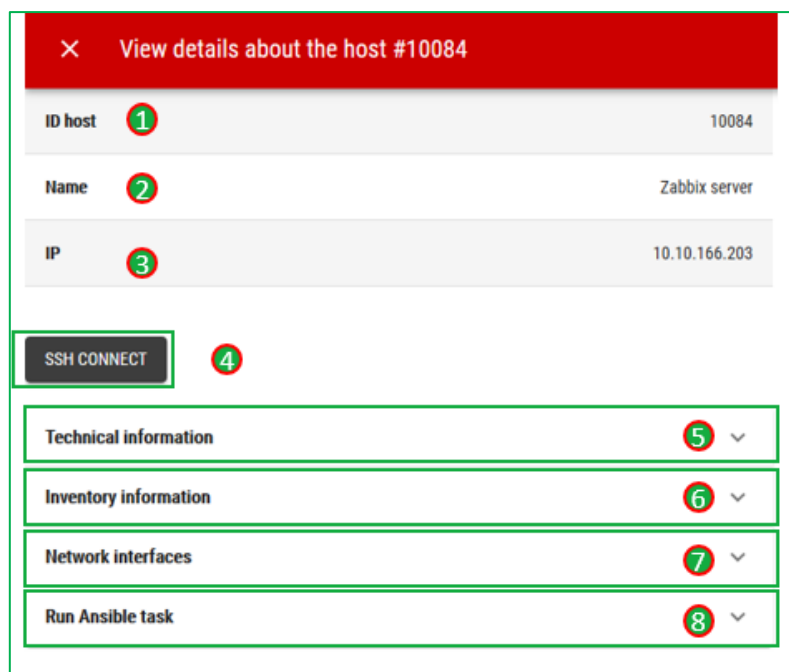 × View details about the host #10084
ID host 1 10084
Name 2 Zabbix server
IP 3 10.10.166.203
SSH CONNECT 4
Technical information 5
Inventory information 6
Network interfaces 7
Run Ansible task 8